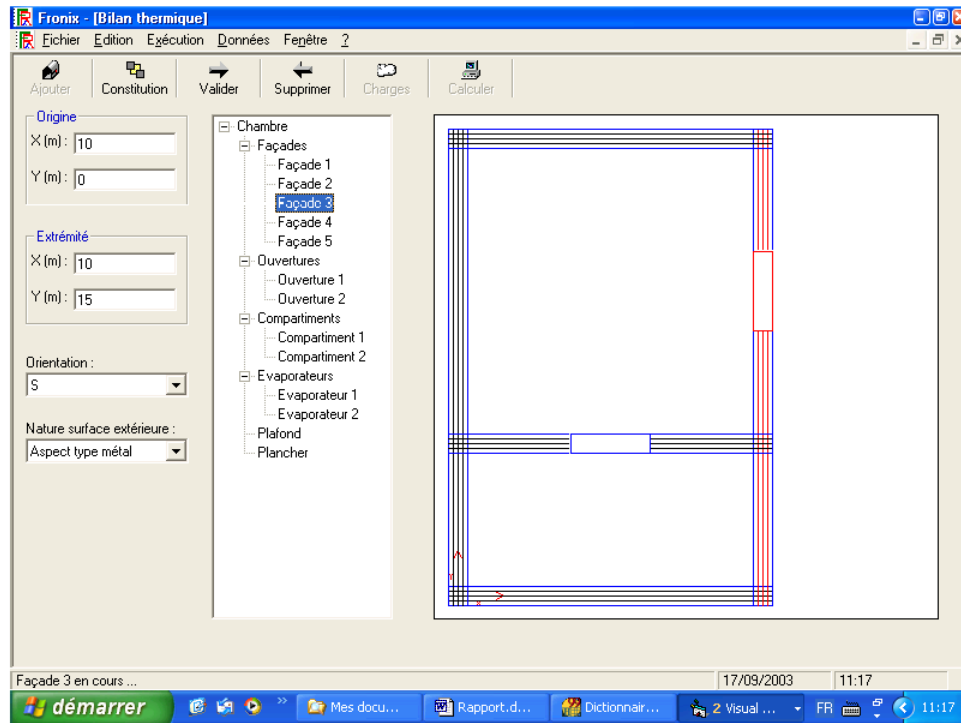 Fronix - [Bilan thermique]
Fichier Edition Exécution Données Fenêtre ?
Ajouter Constitution Valider Supprimer Charges Calculer
Origine
X (m) : 10
Y (m) : 0
Extrémité
X (m) : 10
Y (m) : 15
Orientation :
S
Nature surface extérieure :
Aspect type métal
Chambre
Façades
Façade 1
Façade 2
Façade 3
Façade 4
Façade 5
Ouvertures
Ouverture 1
Ouverture 2
Compartiments
Compartiment 1
Compartiment 2
Evaporateurs
Evaporateur 1
Evaporateur 2
Plafond
Plancher
Y
X
Façade 3 en cours ... 17/09/2003 11:17
démarrer Mes docu... Rapport.d... Dictionnair... 2 Visual ... FR 11:17